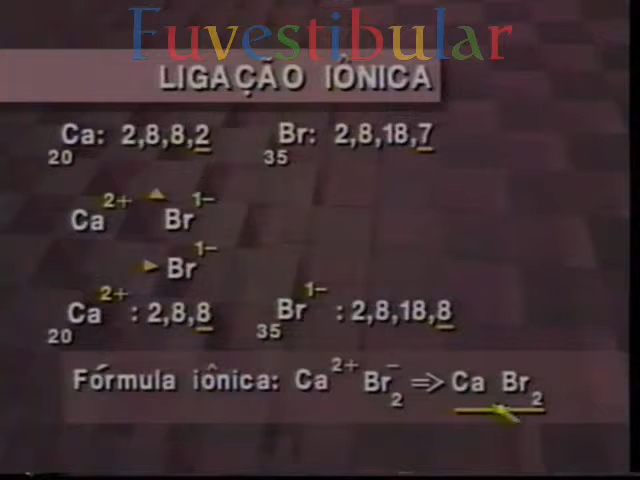 Fuvestibular
LIGAÇÃO IÔNICA
₂₀Ca: 2,8,8,2 ₃₅Br: 2,8,18,7
Ca²⁺ Br¹⁻
Br¹⁻
₂₀Ca²⁺ : 2,8,8 ₃₅Br¹⁻ : 2,8,18,8
Fórmula iônica: Ca²⁺ Br₂⁻ => Ca Br₂